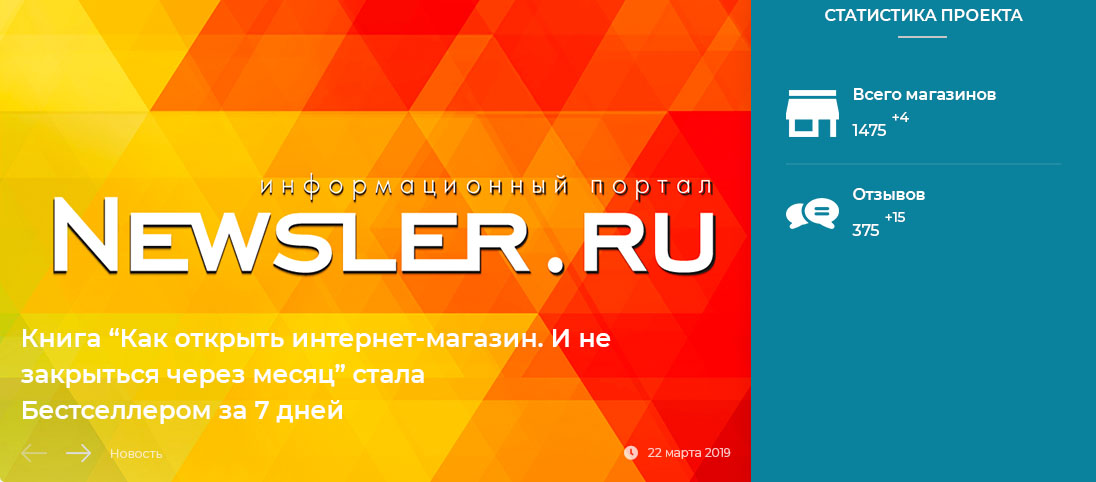 информационный портал
NEWSLER.RU
Книга “Как открыть интернет-магазин. И не
закрыться через месяц” стала
Бестселлером за 7 дней
Новость
22 марта 2019
СТАТИСТИКА ПРОЕКТА
Всего магазинов
1475 +4
Отзывов
375 +15